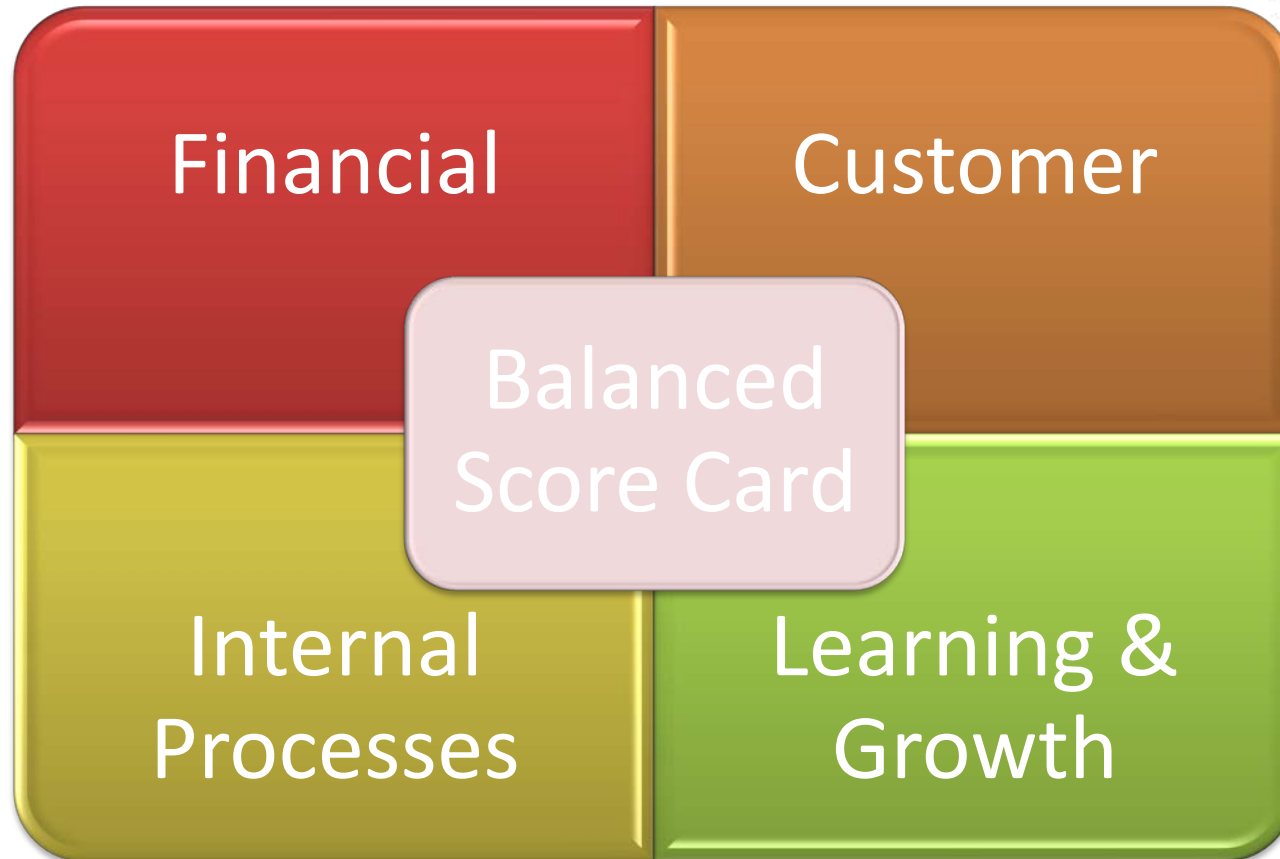 Financial
Customer
Balanced
Score Card
Internal
Processes
Learning &
Growth